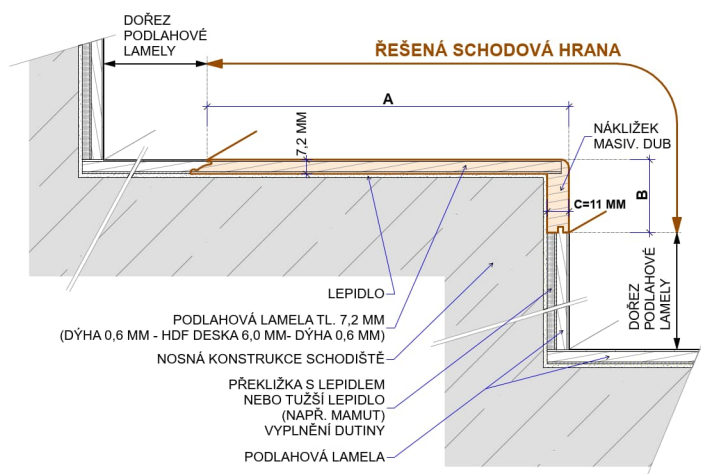 DOŘEZ
PODLAHOVÉ
LAMELY
ŘEŠENÁ SCHODOVÁ HRANA
A
7,2 MM
NÁKLIŽEK
MASIV. DUB
C=11 MM
B
LEPIDLO
PODLAHOVÁ LAMELA TL. 7,2 MM
(DÝHA 0,6 MM - HDF DESKA 6,0 MM- DÝHA 0,6 MM)
NOSNÁ KONSTRUKCE SCHODIŠTĚ
PŘEKLIŽKA S LEPIDLEM
NEBO TUŽŠÍ LEPIDLO
(NAPŘ. MAMUT)
VYPLNĚNÍ DUTINY
PODLAHOVÁ LAMELA
DOŘEZ
PODLAHOVÉ
LAMELY